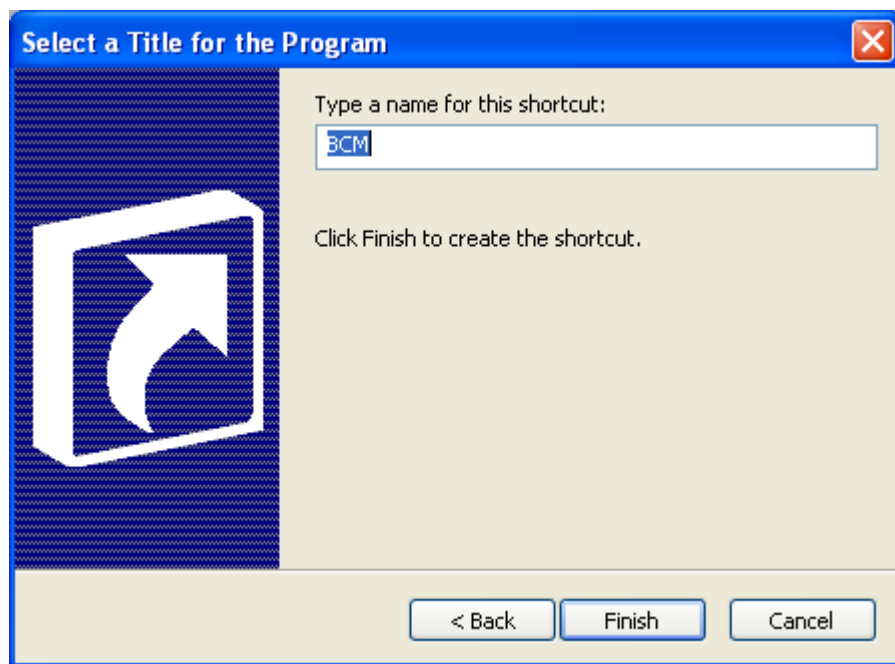 Select a Title for the Program
Type a name for this shortcut:
BCM
Click Finish to create the shortcut.
< Back
Finish
Cancel